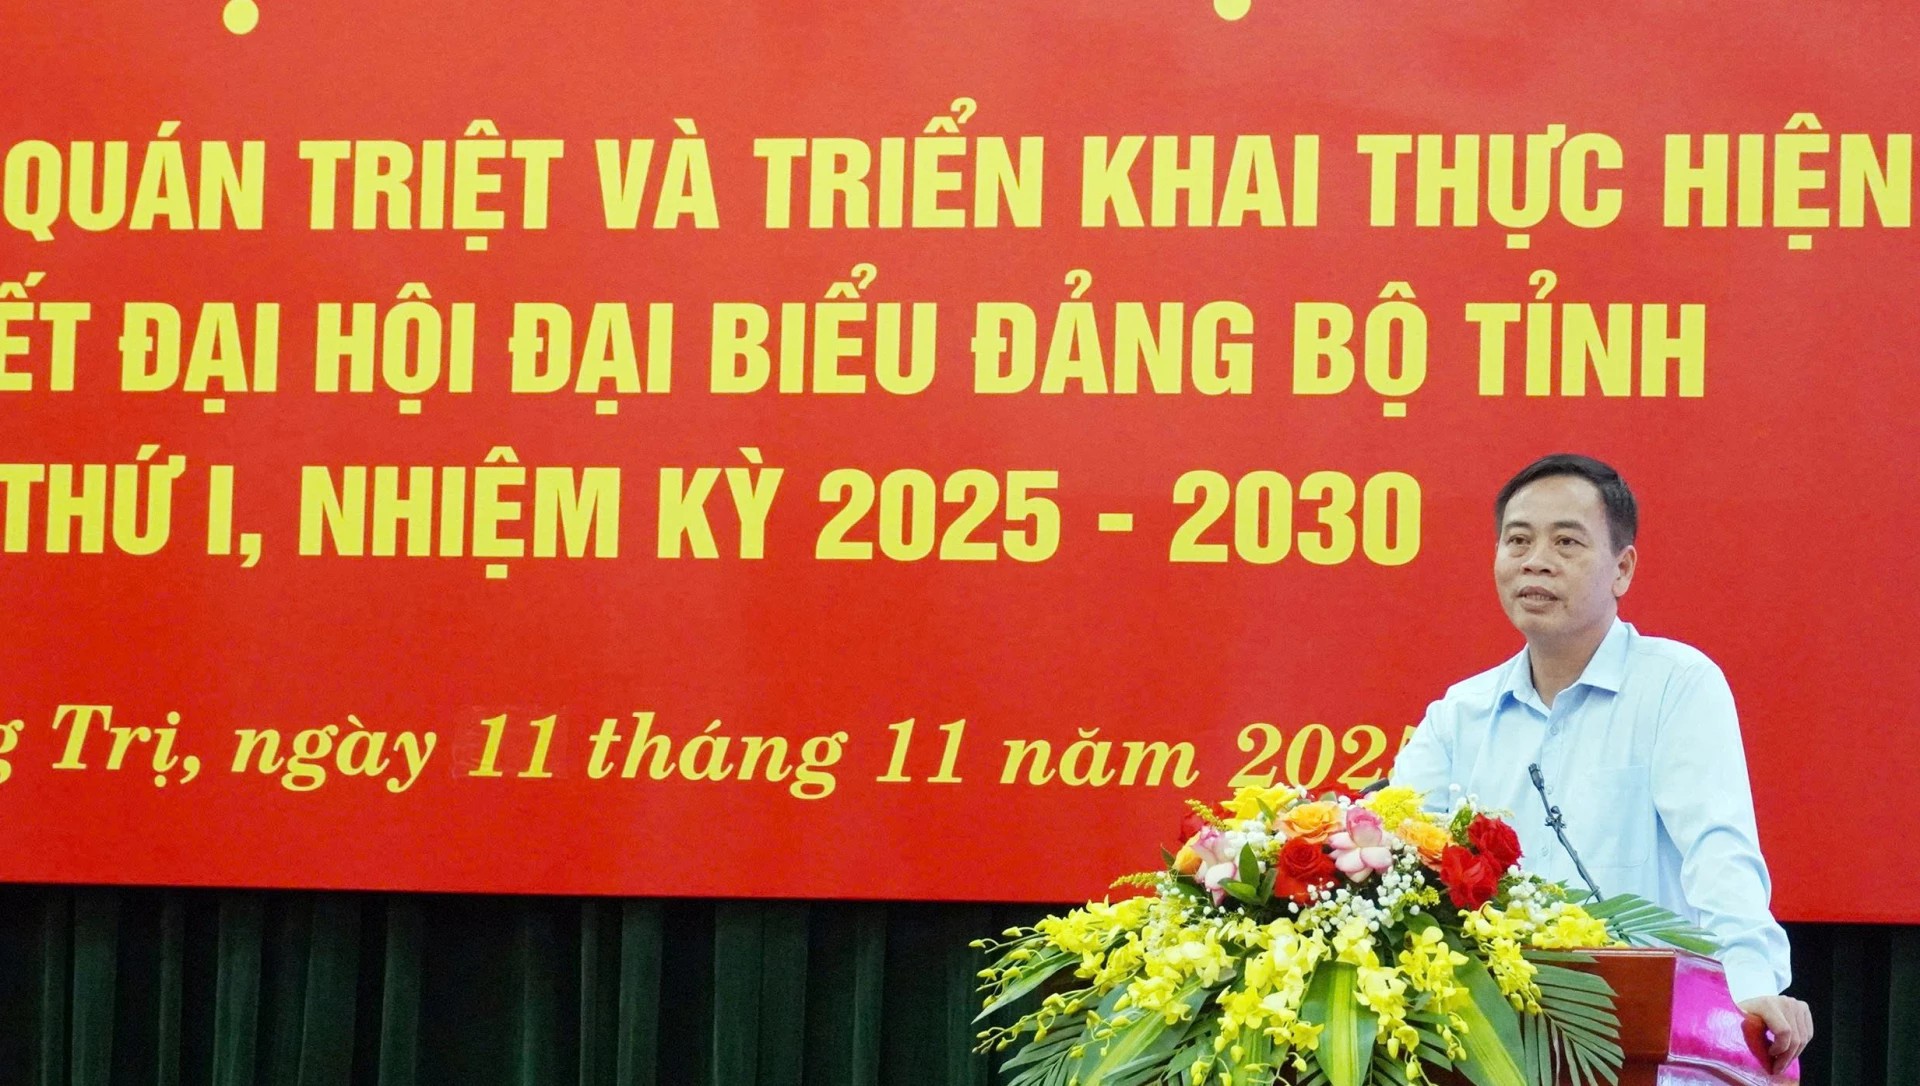 QUÁN TRIỆT VÀ TRIỂN KHAI THỰC HIỆN
ĐẠI HỘI ĐẠI BIỂU ĐẢNG BỘ TỈNH
THỨ I, NHIỆM KỲ 2025 - 2030
Trị, ngày 11 tháng 11 năm 2025